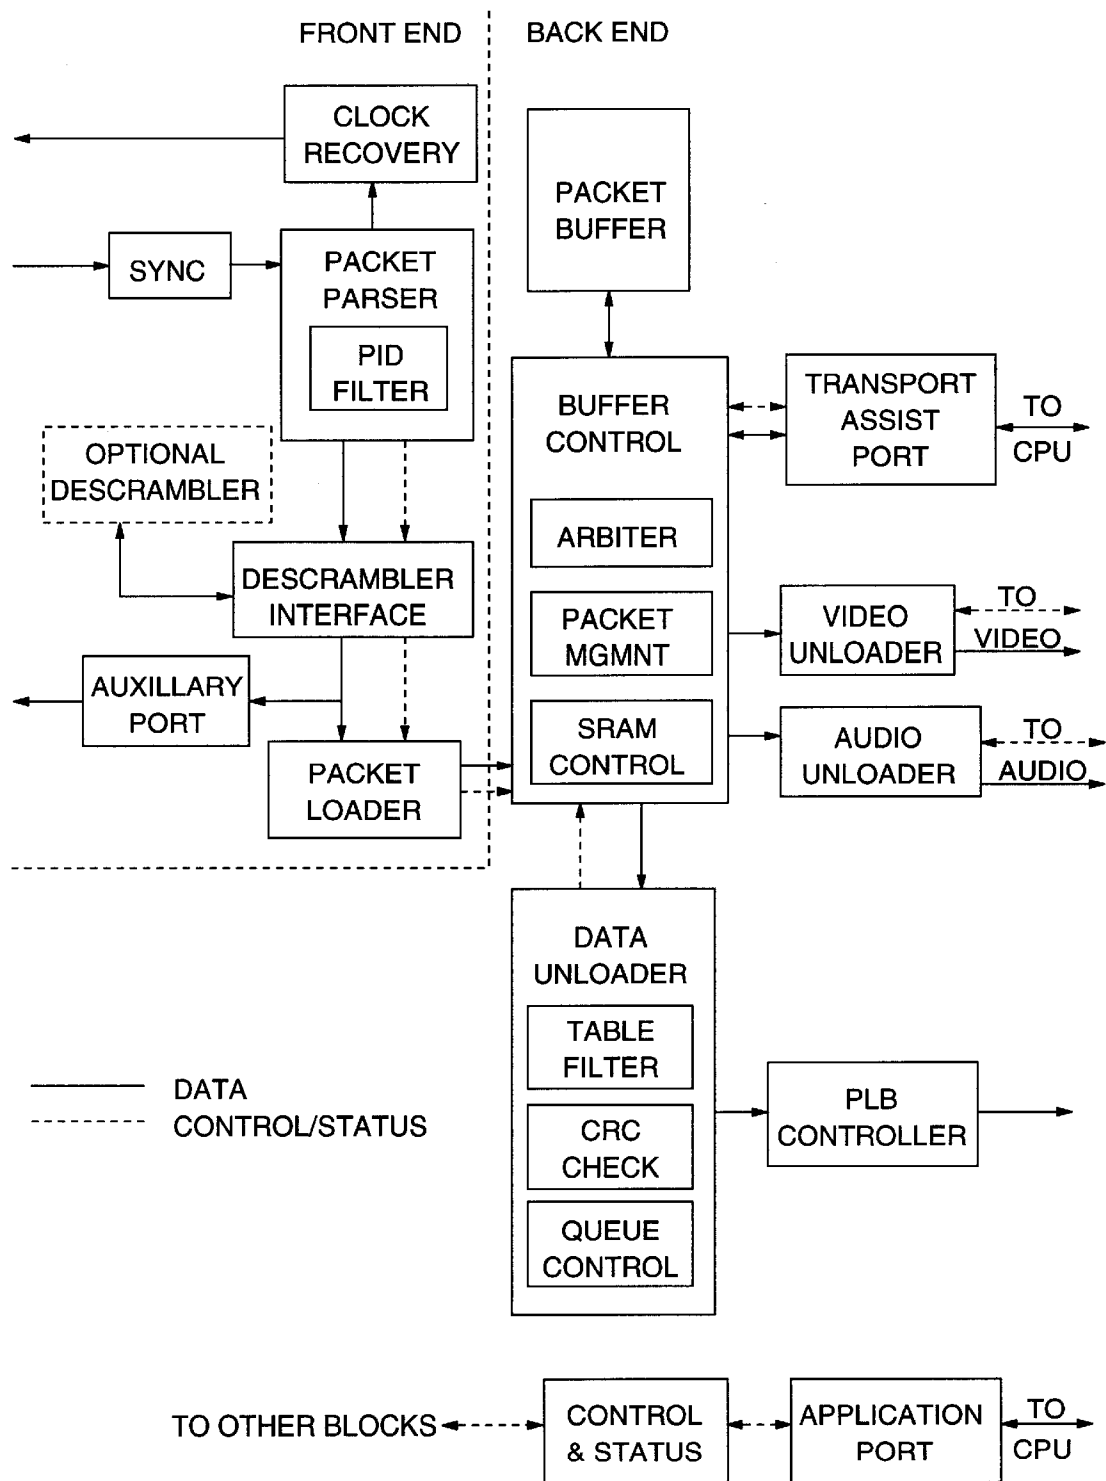 FRONT END
BACK END
CLOCK
RECOVERY
PACKET
BUFFER
SYNC
PACKET
PARSER
PID
FILTER
OPTIONAL
DESCRAMBLER
DESCRAMBLER
INTERFACE
AUXILLARY
PORT
PACKET
LOADER
BUFFER
CONTROL
ARBITER
PACKET
MGMNT
SRAM
CONTROL
TRANSPORT
ASSIST
PORT
TO
CPU
VIDEO
UNLOADER
TO
VIDEO
AUDIO
UNLOADER
TO
AUDIO
DATA
UNLOADER
TABLE
FILTER
CRC
CHECK
QUEUE
CONTROL
PLB
CONTROLLER
DATA
CONTROL/STATUS
TO OTHER BLOCKS
CONTROL
& STATUS
APPLICATION
PORT
TO
CPU